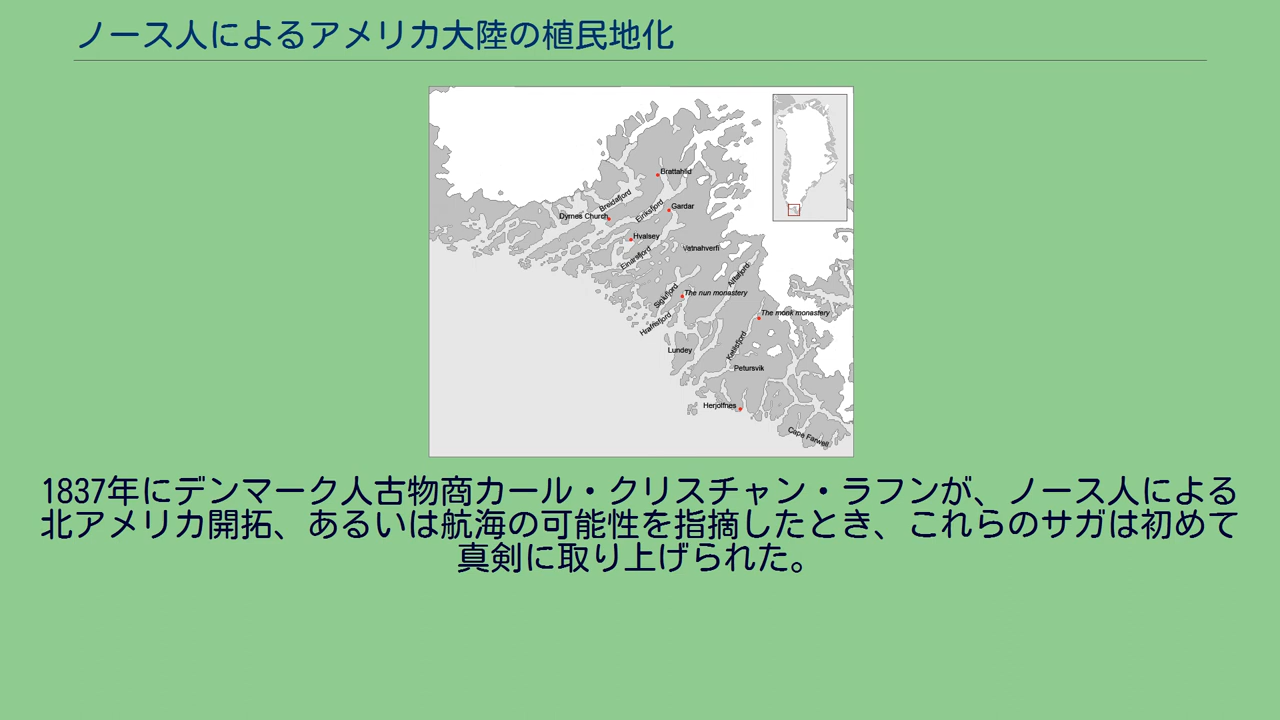 ノース人によるアメリカ大陸の植民地化
Brattahlid
Breidafjord
Dyrnes Church
Eiriksfjord
Gardar
Hvalsey
Einarsfjord
Vatnahverfi
Alftafjord
Siglufjord
The nun monastery
Hrafnsfjord
The monk monastery
Lundey
Ketilsfjord
Petursvik
Herjolfnes
Cape Farwell
1837年にデンマーク人古物商カール・クリスチャン・ラフンが、ノース人による
北アメリカ開拓、あるいは航海の可能性を指摘したとき、これらのサガは初めて
真剣に取り上げられた。